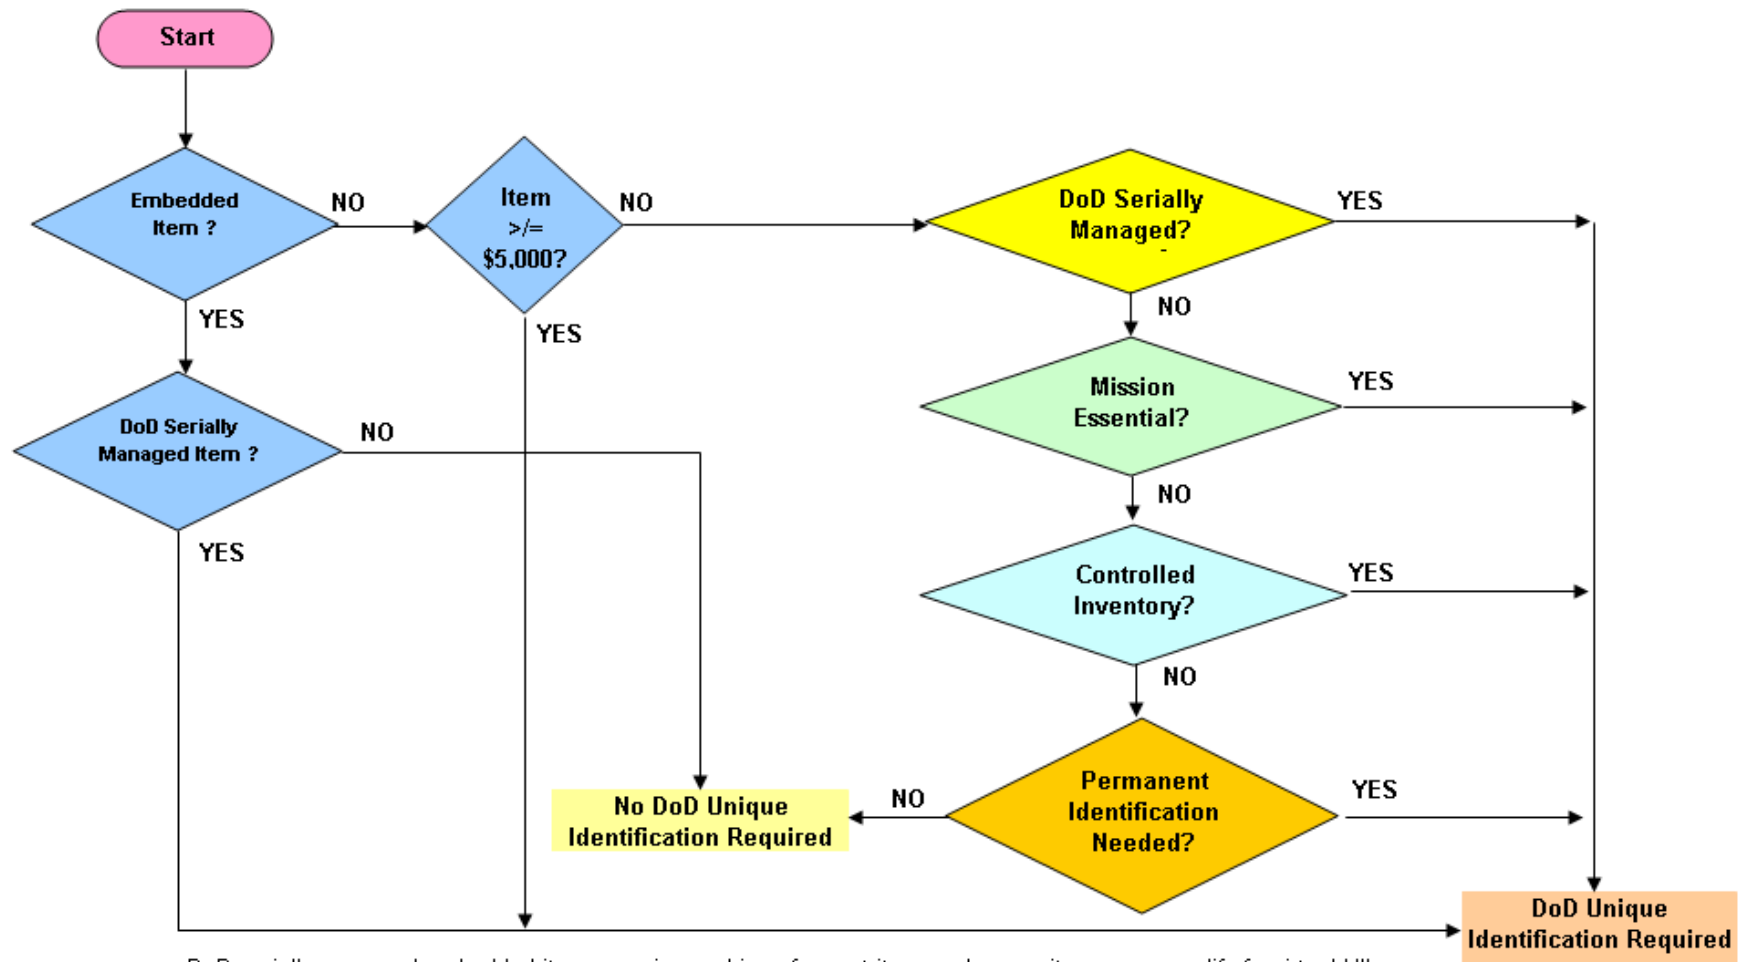 Start
Embedded
Item ?
NO
Item
>/=
$5,000?
NO
DoD Serially
Managed?
-
YES
YES
YES
NO
DoD Serially
Managed Item ?
NO
Mission
Essential?
YES
YES
NO
Controlled
Inventory?
YES
NO
Permanent
Identification
Needed?
YES
NO
No DoD Unique
Identification Required
DoD Unique
Identification Required